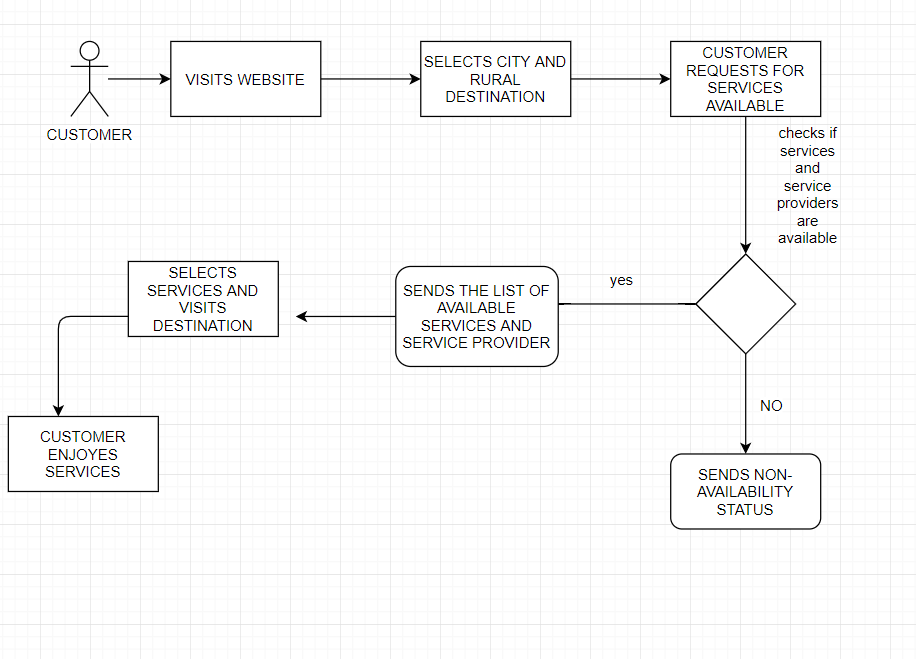 CUSTOMER
VISITS WEBSITE
SELECTS CITY AND
RURAL
DESTINATION
CUSTOMER
REQUESTS FOR
SERVICES
AVAILABLE
checks if
services
and
service
providers
are
available
yes
SENDS THE LIST OF
AVAILABLE
SERVICES AND
SERVICE PROVIDER
SELECTS
SERVICES AND
VISITS
DESTINATION
CUSTOMER
ENJOYES
SERVICES
NO
SENDS NON-
AVAILABILITY
STATUS